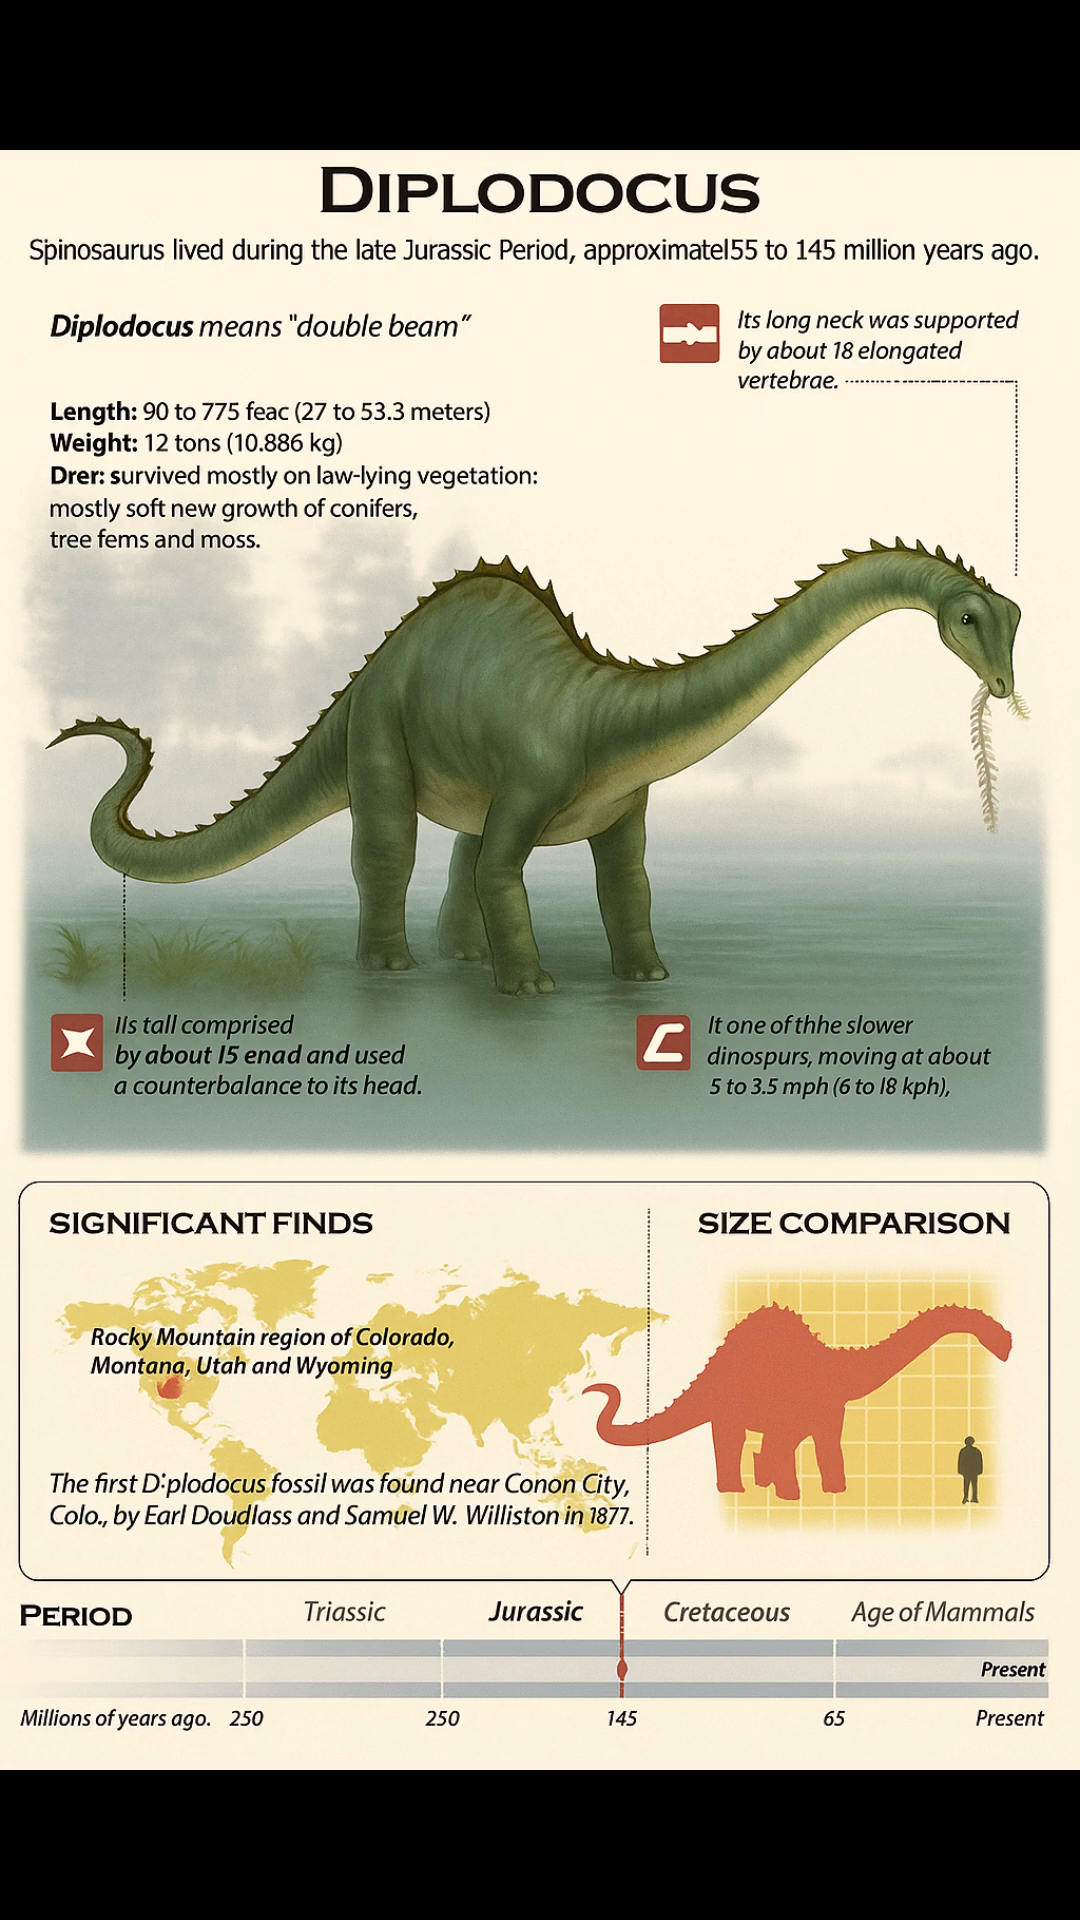 DIPLODOCUS
Spinosaurus lived during the late Jurassic Period, approximatel55 to 145 million years ago.
Diplodocus means "double beam"
Its long neck was supported
by about 18 elongated
vertebrae.
Length: 90 to 775 feac (27 to 53.3 meters)
Weight: 12 tons (10.886 kg)
Drer: survived mostly on law-lying vegetation:
mostly soft new growth of conifers,
tree fems and moss.
IIs tall comprised
by about I5 enad and used
a counterbalance to its head.
It one of thhe slower
dinospurs, moving at about
5 to 3.5 mph (6 to l8 kph),
SIGNIFICANT FINDS
Rocky Mountain region of Colorado,
Montana, Utah and Wyoming
The first D:plodocus fossil was found near Conon City,
Colo., by Earl Doudlass and Samuel W. Williston in 1877.
SIZE COMPARISON
PERIOD
Triassic
Jurassic
Cretaceous
Age of Mammals
Present
Millions of years ago. 250 250 145 65 Present